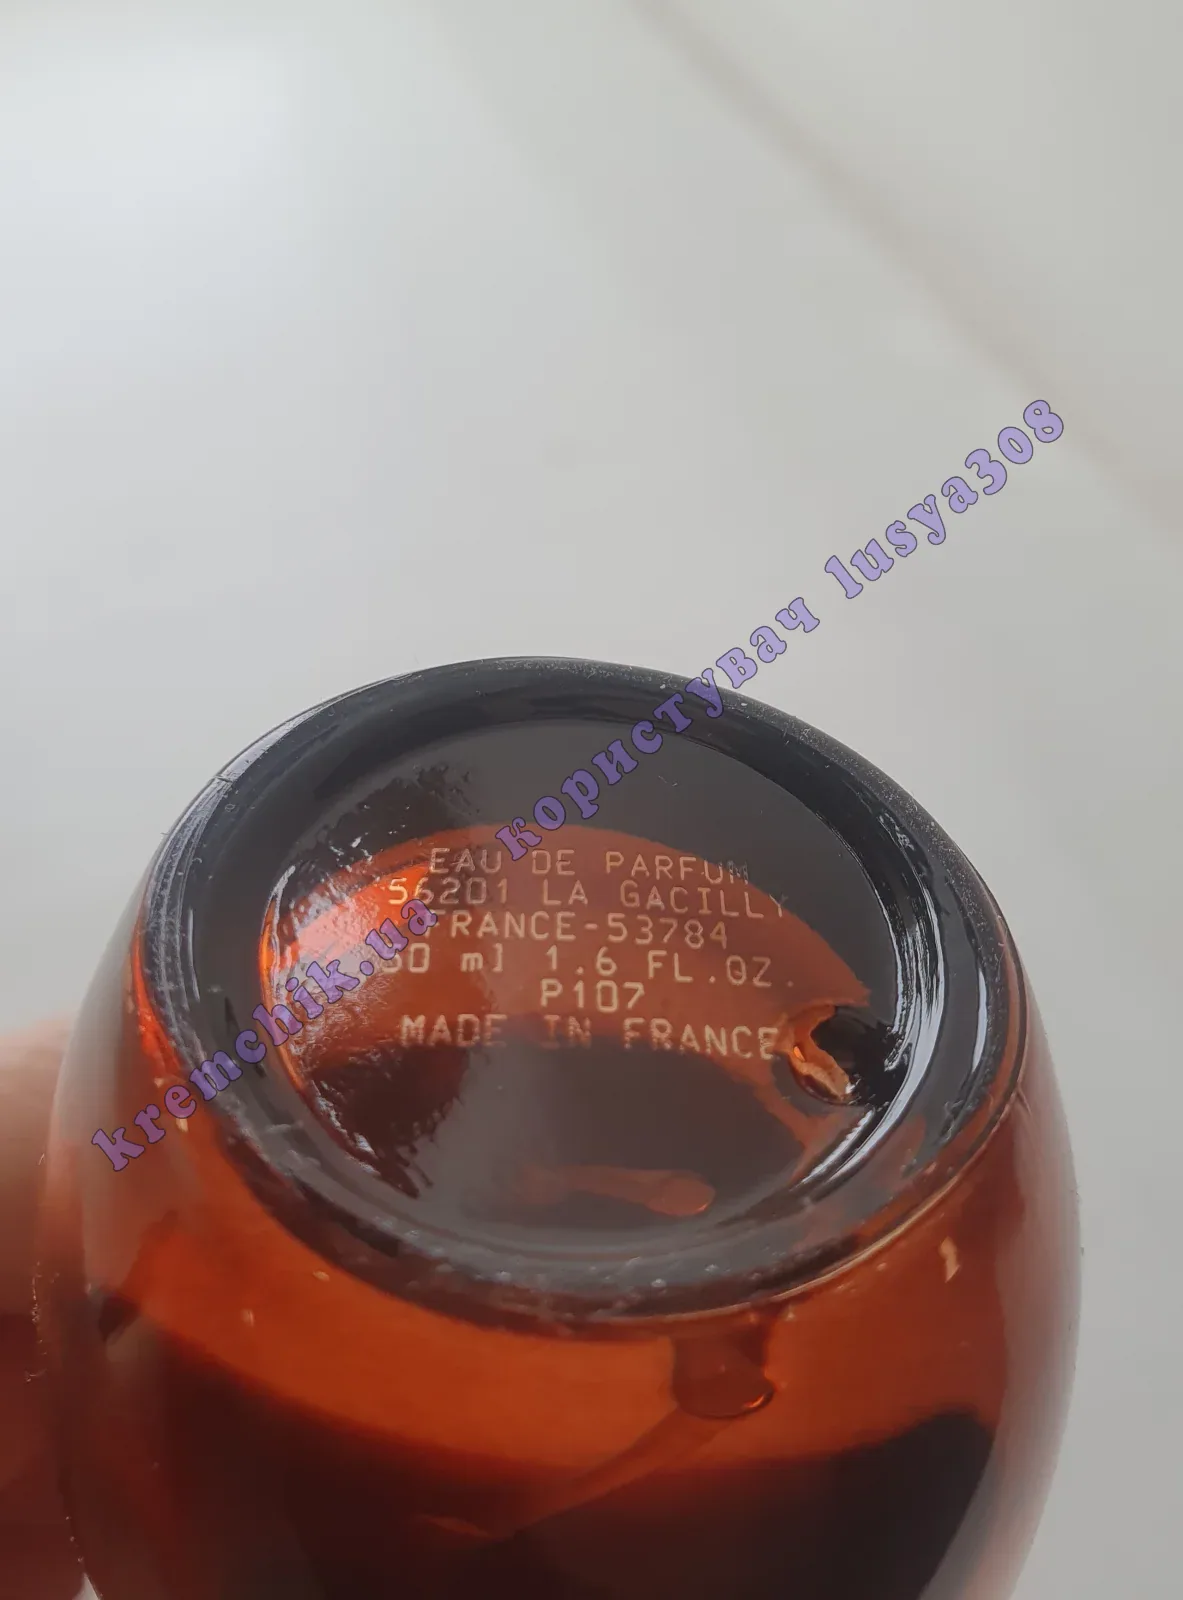 EAU DE PARFUM
56201 LA GACILLY
FRANCE-53784
50 ml 1.6 FL.OZ.
P107
MADE IN FRANCE
kremchik.ua користувач lusya308